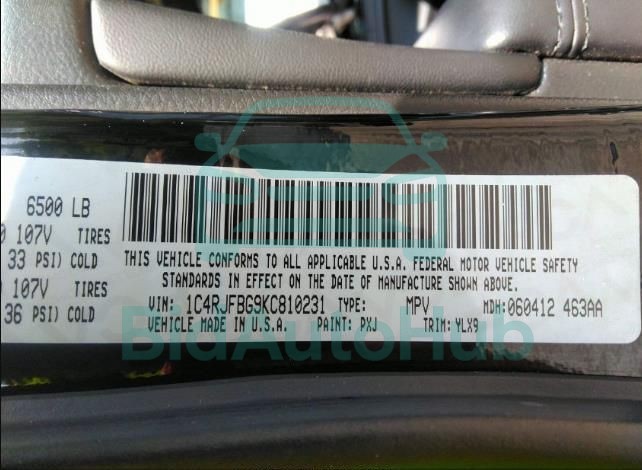 6500 LB
107V TIRES
33 PSI) COLD
107V TIRES
36 PSI) COLD
THIS VEHICLE CONFORMS TO ALL APPLICABLE U.S.A. FEDERAL MOTOR VEHICLE SAFETY
STANDARDS IN EFFECT ON THE DATE OF MANUFACTURE SHOWN ABOVE.
VIN: 1C4RJFBG9KC810231 TYPE: MPV MDH:060412 463AA
VEHICLE MADE IN U.S.A. PAINT: PXJ TRIM: YLX9
BidAutoHub